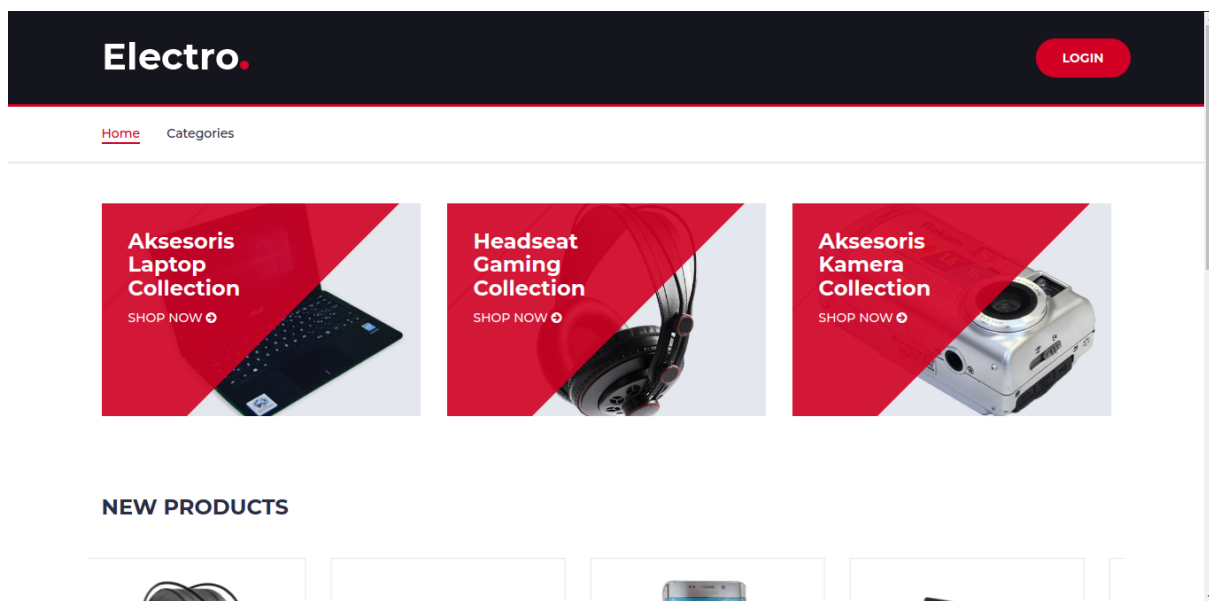 Electro.
LOGIN
Home
Categories
Aksesoris
Laptop
Collection
SHOP NOW
Headseat
Gaming
Collection
SHOP NOW
Aksesoris
Kamera
Collection
SHOP NOW
NEW PRODUCTS